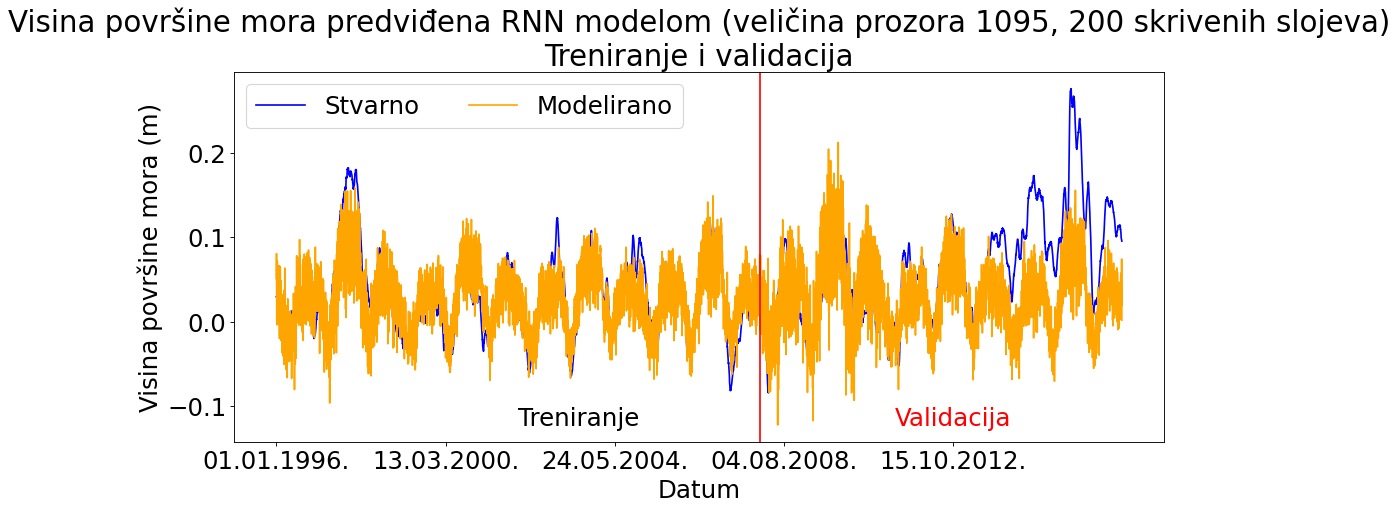 Visina površine mora predviđena RNN modelom (veličina prozora 1095, 200 skrivenih slojeva)
Treniranje i validacija
Stvarno
Modelirano
Visina površine mora (m)
0.2
0.1
0.0
−0.1
Treniranje
Validacija
01.01.1996.
13.03.2000.
24.05.2004.
04.08.2008.
15.10.2012.
Datum